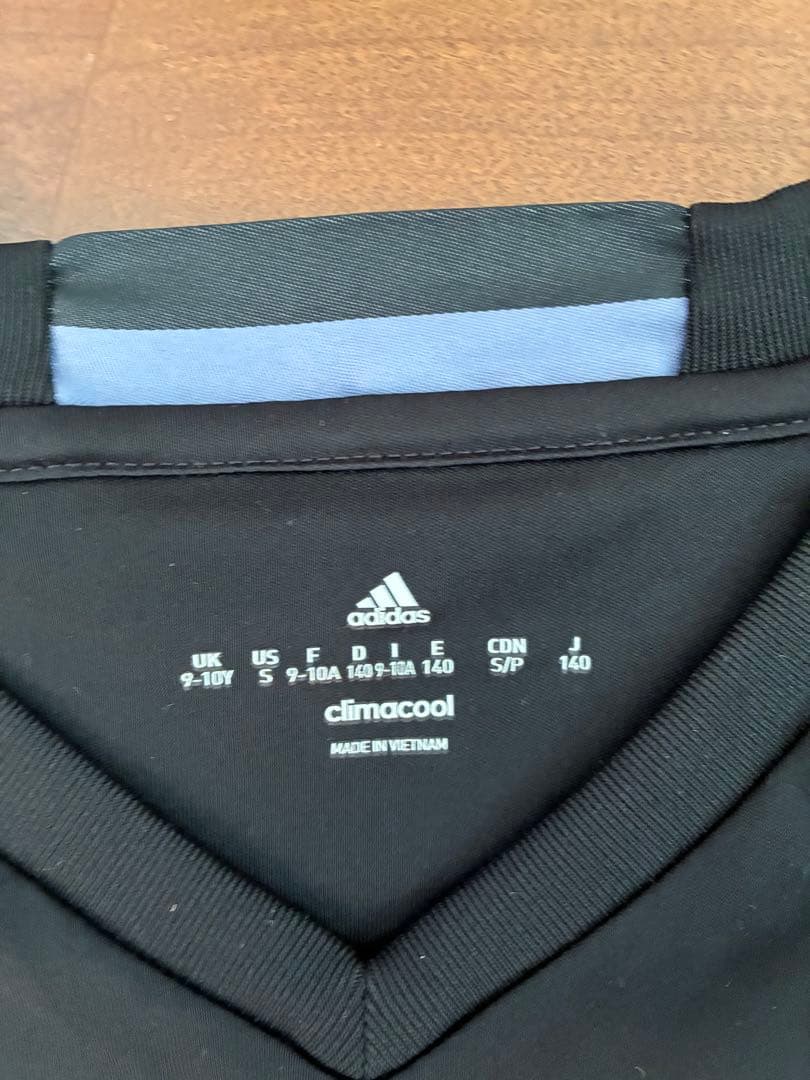 adidas
UK US F D I E CDN J
9-10Y S 9-10A 140 9-10A 140 S/P 140
climacool
MADE IN VIETNAM